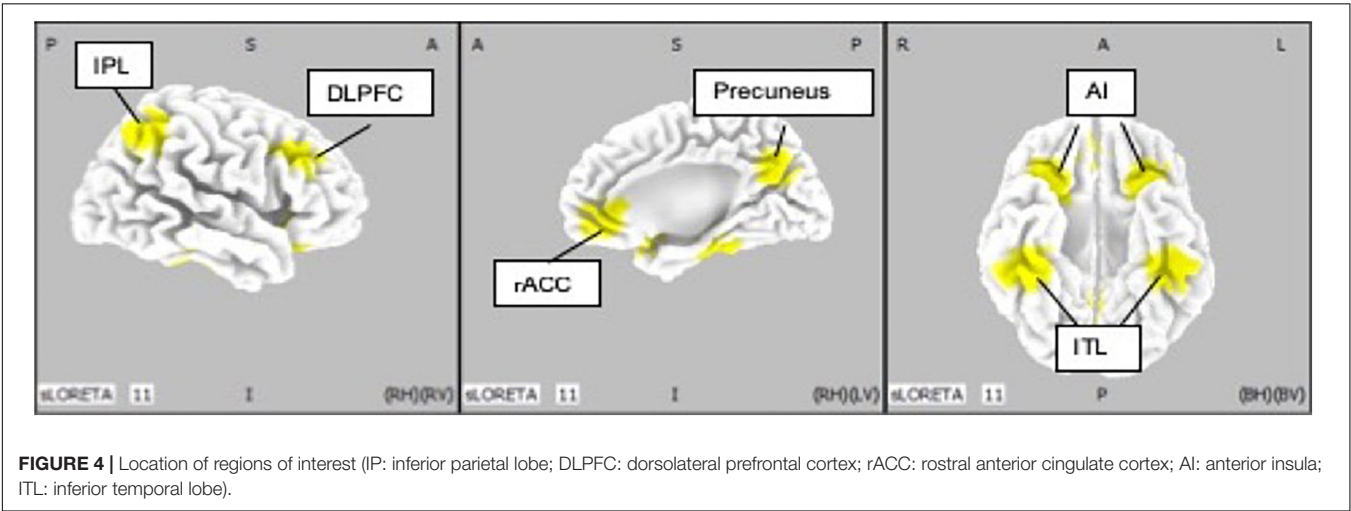 P S A
IPL
DLPFC
sLORETA 11 I (RH)(RV)
A S P
Precuneus
rACC
sLORETA 11 I (RH)(LV)
R A L
AI
ITL
sLORETA 11 P (BH)(BV)
FIGURE 4 | Location of regions of interest (IP: inferior parietal lobe; DLPFC: dorsolateral prefrontal cortex; rACC: rostral anterior cingulate cortex; AI: anterior insula;
ITL: inferior temporal lobe).